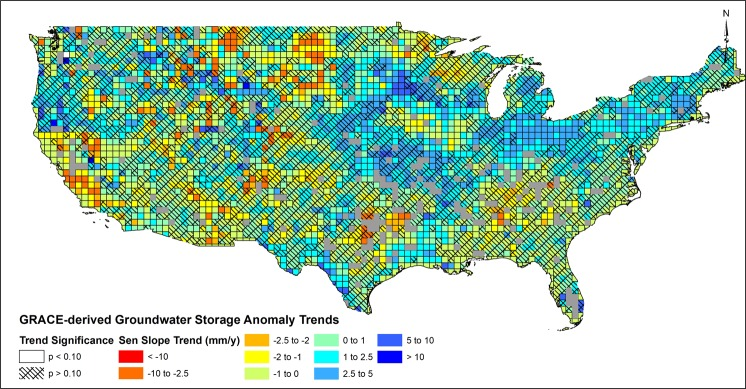 N
GRACE-derived Groundwater Storage Anomaly Trends
Trend Significance
p < 0.10
p > 0.10
Sen Slope Trend (mm/y)
< -10
-10 to -2.5
-2.5 to -2
-2 to -1
-1 to 0
0 to 1
1 to 2.5
2.5 to 5
5 to 10
> 10